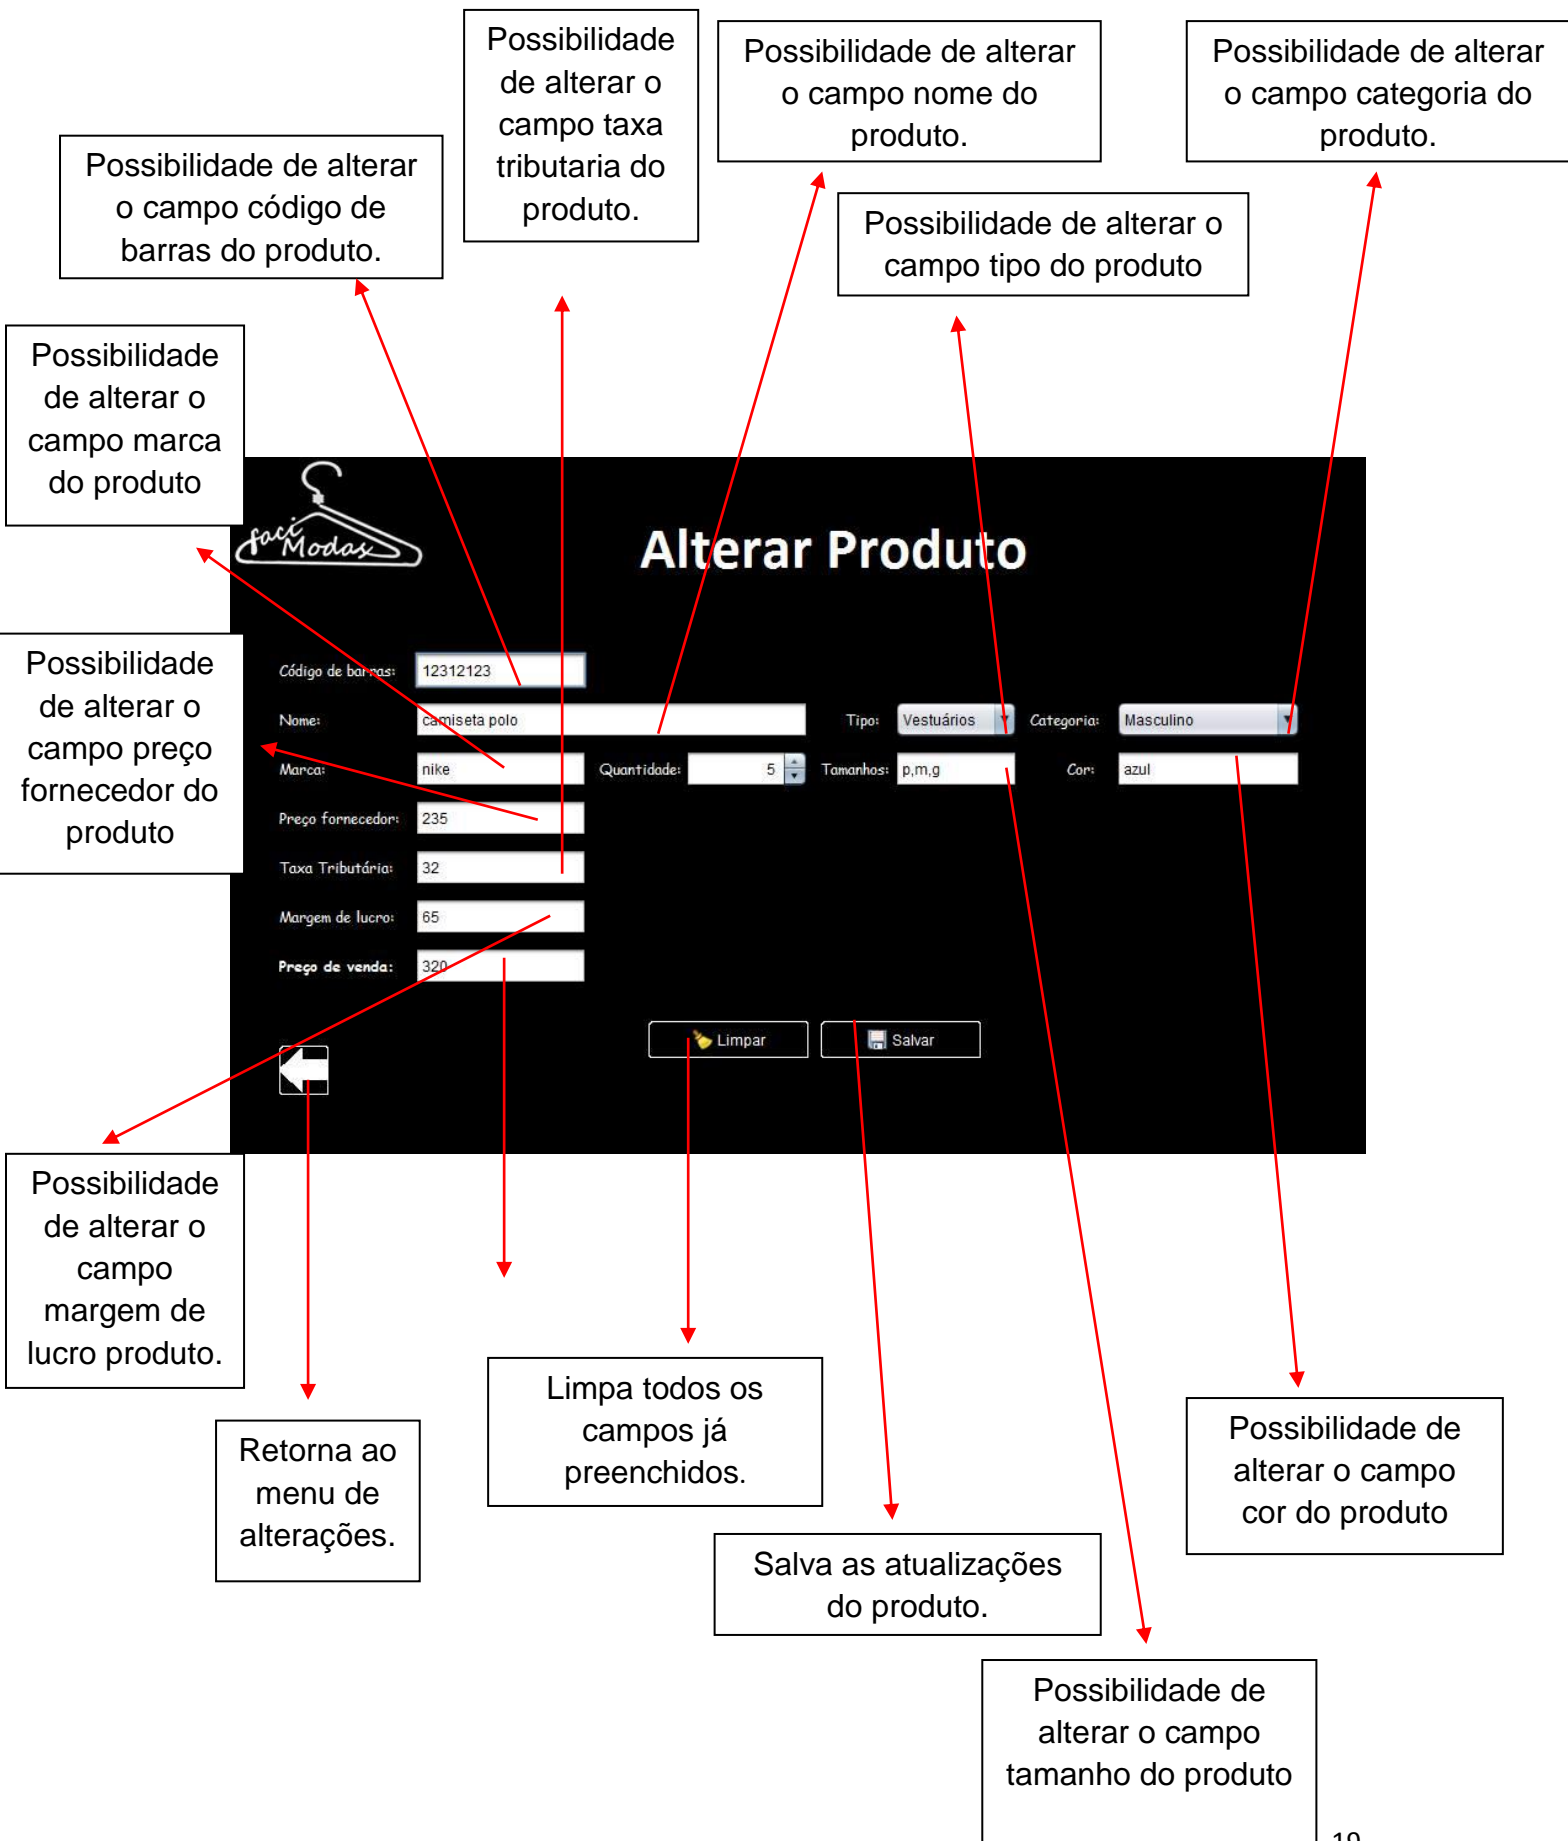 Possibilidade
de alterar o
campo taxa
tributaria do
produto.
Possibilidade de alterar
o campo nome do
produto.
Possibilidade de alterar
o campo categoria do
produto.
Possibilidade de alterar
o campo código de
barras do produto.
Possibilidade de alterar o
campo tipo do produto
Possibilidade
de alterar o
campo marca
do produto
faci
Modas
Alterar Produto
Possibilidade
de alterar o
campo preço
fornecedor do
produto
Código de barras: 12312123
Nome: camiseta polo Tipo: Vestuários Categoria: Masculino
Marca: nike Quantidade: 5 Tamanhos: p,m,g Cor: azul
Preço fornecedor: 235
Taxa Tributária: 32
Margem de lucro: 65
Preço de venda: 320
Limpar Salvar
Possibilidade
de alterar o
campo
margem de
lucro produto.
Retorna ao
menu de
alterações.
Limpa todos os
campos já
preenchidos.
Possibilidade de
alterar o campo
cor do produto
Salva as atualizações
do produto.
Possibilidade de
alterar o campo
tamanho do produto